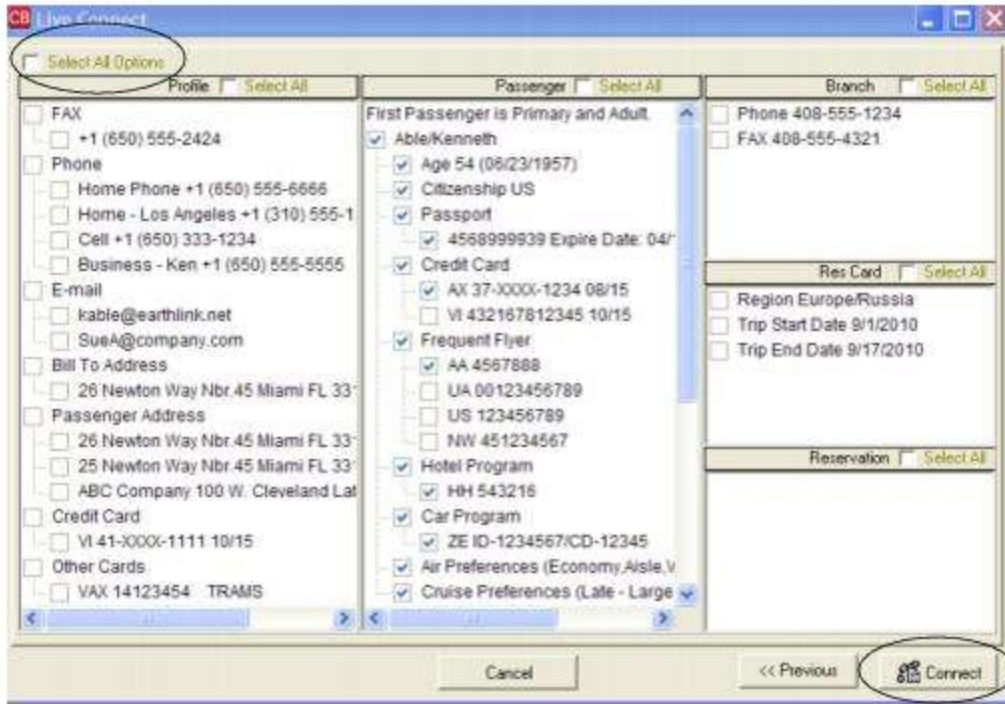 CB Live Connect
Select All Options
Profile Select All
FAX
+1 (650) 555-2424
Phone
Home Phone +1 (650) 555-6666
Home - Los Angeles +1 (310) 555-1
Cell +1 (650) 333-1234
Business - Ken +1 (650) 555-5555
E-mail
kable@earthlink.net
SueA@company.com
Bill To Address
26 Newton Way Nbr.45 Miami FL 33
Passenger Address
26 Newton Way Nbr.45 Miami FL 33
25 Newton Way Nbr.45 Miami FL 33
ABC Company 100 W. Cleveland Lat
Credit Card
VI 41-XXXX-1111 10/15
Other Cards
VAX 14123454 TRAMS
Passenger Select All
First Passenger is Primary and Adult.
Able/Kenneth
Age 54 (06/23/1957)
Citizenship US
Passport
4568999939 Expire Date: 04/
Credit Card
AX 37-XXXX-1234 08/15
VI 432167812345 10/15
Frequent Flyer
AA 4567888
UA 00123456789
US 123456789
NW 451234567
Hotel Program
HH 543216
Car Program
ZE ID-1234567/CD-12345
Air Preferences (Economy,Aisle,V
Cruise Preferences (Late - Large
Branch Select All
Phone 408-555-1234
FAX 408-555-4321
Res Card Select All
Region Europe/Russia
Trip Start Date 9/1/2010
Trip End Date 9/17/2010
Reservation Select All
Cancel
<< Previous
Connect